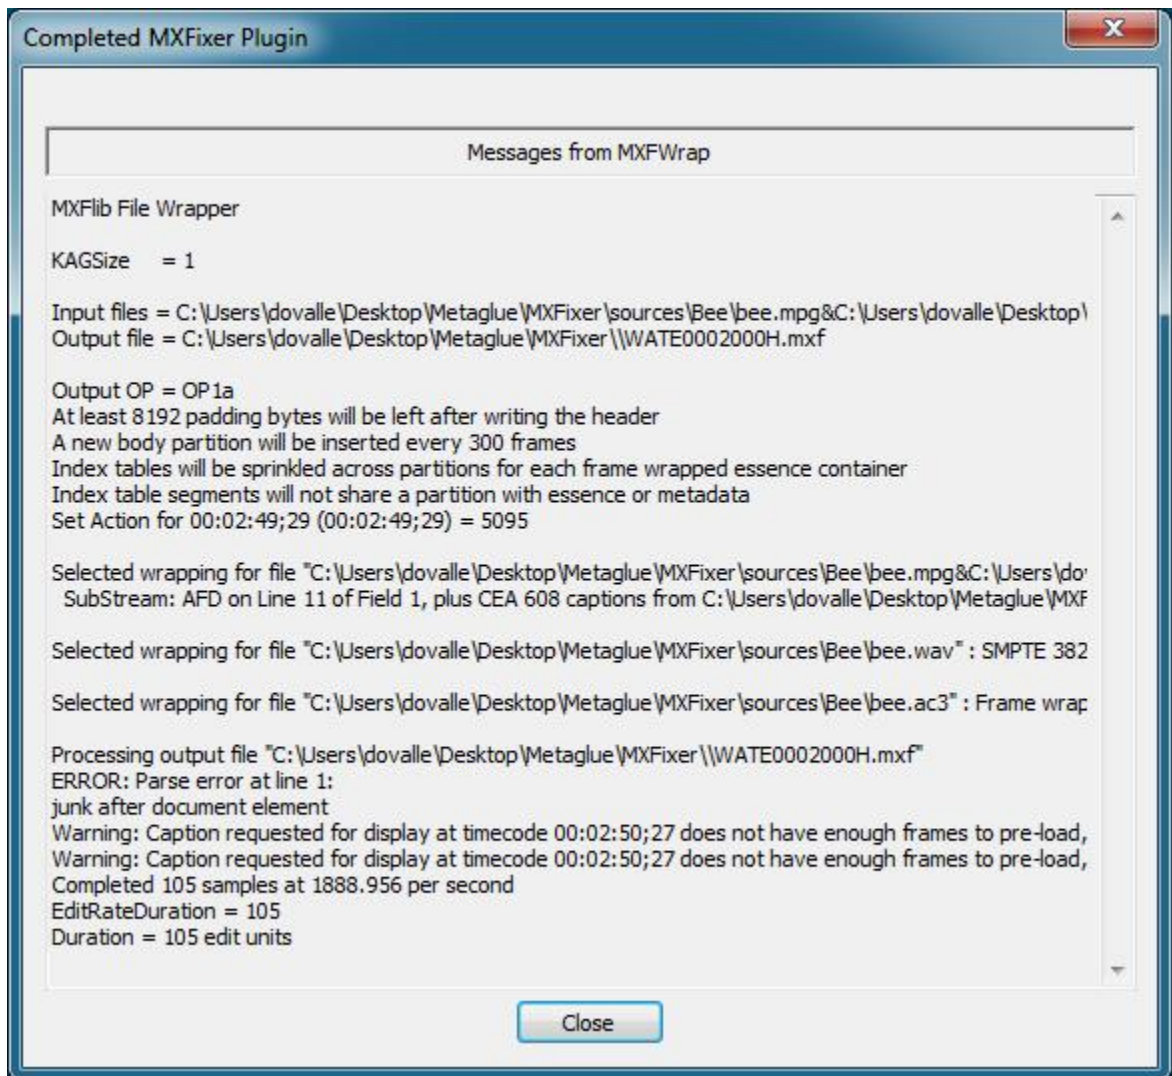 Completed MXFixer Plugin
Messages from MXFWrap
MXFlib File Wrapper
KAGSize = 1
Input files = C:\Users\dovalle\Desktop\Metaglue\MXFixer\sources\Bee\bee.mpg&C:\Users\dovalle\Desktop\
Output file = C:\Users\dovalle\Desktop\Metaglue\MXFixer\\WATE0002000H.mxf
Output OP = OP1a
At least 8192 padding bytes will be left after writing the header
A new body partition will be inserted every 300 frames
Index tables will be sprinkled across partitions for each frame wrapped essence container
Index table segments will not share a partition with essence or metadata
Set Action for 00:02:49;29 (00:02:49;29) = 5095
Selected wrapping for file "C:\Users\dovalle\Desktop\Metaglue\MXFixer\sources\Bee\bee.mpg&C:\Users\do
SubStream: AFD on Line 11 of Field 1, plus CEA 608 captions from C:\Users\dovalle\Desktop\Metaglue\MXF
Selected wrapping for file "C:\Users\dovalle\Desktop\Metaglue\MXFixer\sources\Bee\bee.wav" : SMPTE 382
Selected wrapping for file "C:\Users\dovalle\Desktop\Metaglue\MXFixer\sources\Bee\bee.ac3" : Frame wrap
Processing output file "C:\Users\dovalle\Desktop\Metaglue\MXFixer\\WATE0002000H.mxf"
ERROR: Parse error at line 1:
junk after document element
Warning: Caption requested for display at timecode 00:02:50;27 does not have enough frames to pre-load,
Warning: Caption requested for display at timecode 00:02:50;27 does not have enough frames to pre-load,
Completed 105 samples at 1888.956 per second
EditRateDuration = 105
Duration = 105 edit units
Close